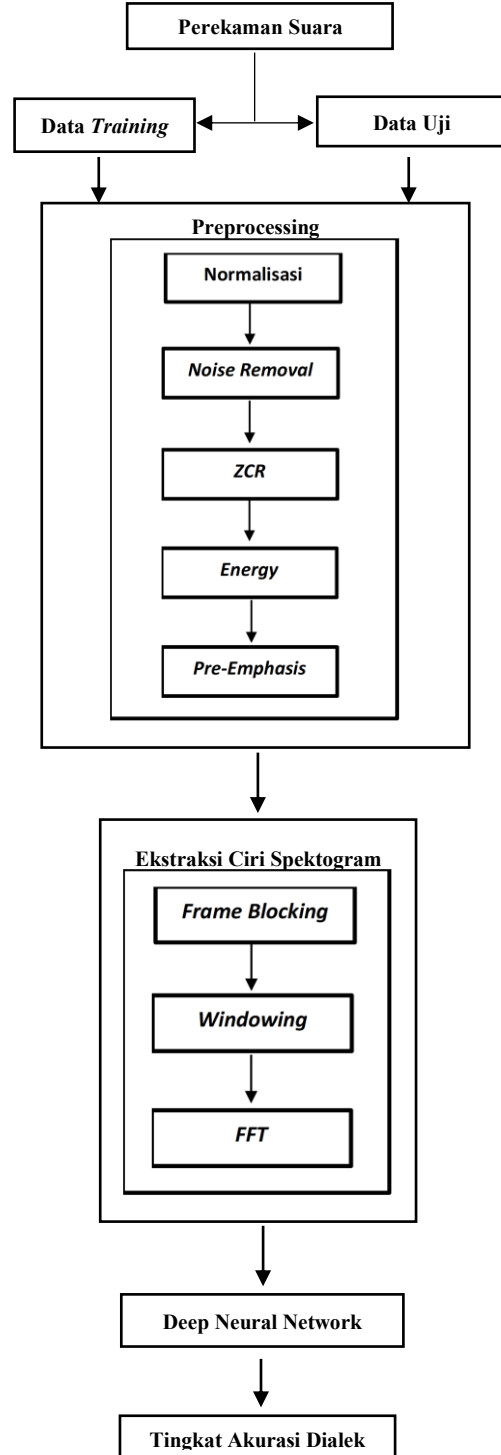 Perekaman Suara
Data Training
Data Uji
Preprocessing
Normalisasi
Noise Removal
ZCR
Energy
Pre-Emphasis
Ekstraksi Ciri Spektogram
Frame Blocking
Windowing
FFT
Deep Neural Network
Tingkat Akurasi Dialek